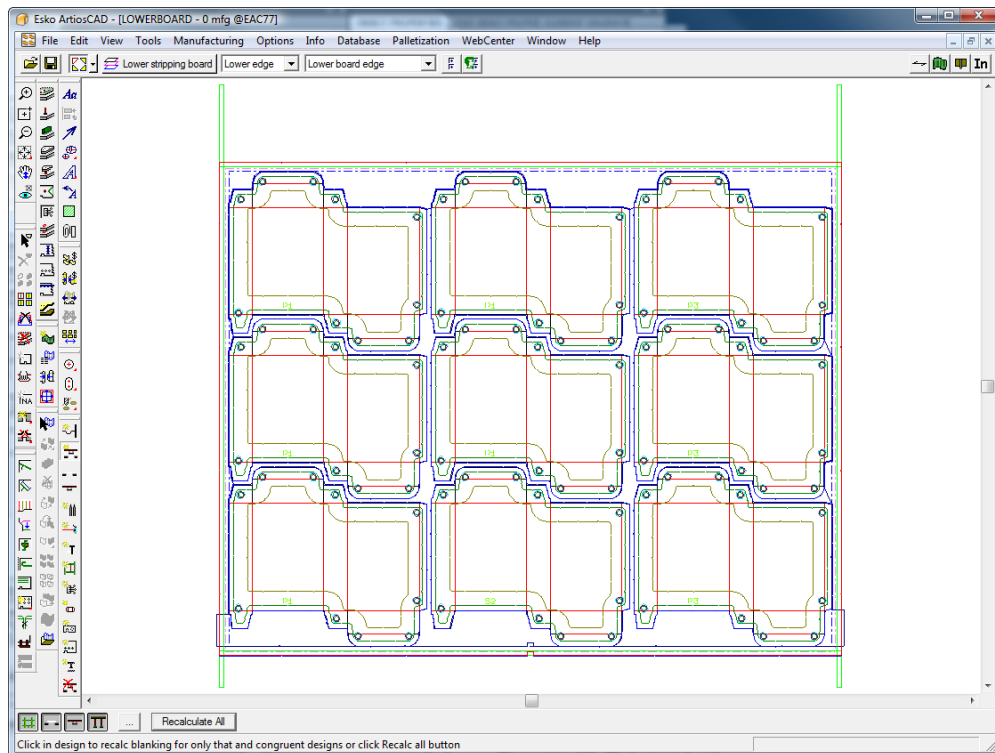 Esko ArtiosCAD - [LOWERBOARD - 0 mfg @EAC77]
File Edit View Tools Manufacturing Options Info Database Palletization WebCenter Window Help
Lower stripping board Lower edge Lower board edge In
Recalculate All
...
Click in design to recalc blanking for only that and congruent designs or click Recalc all button